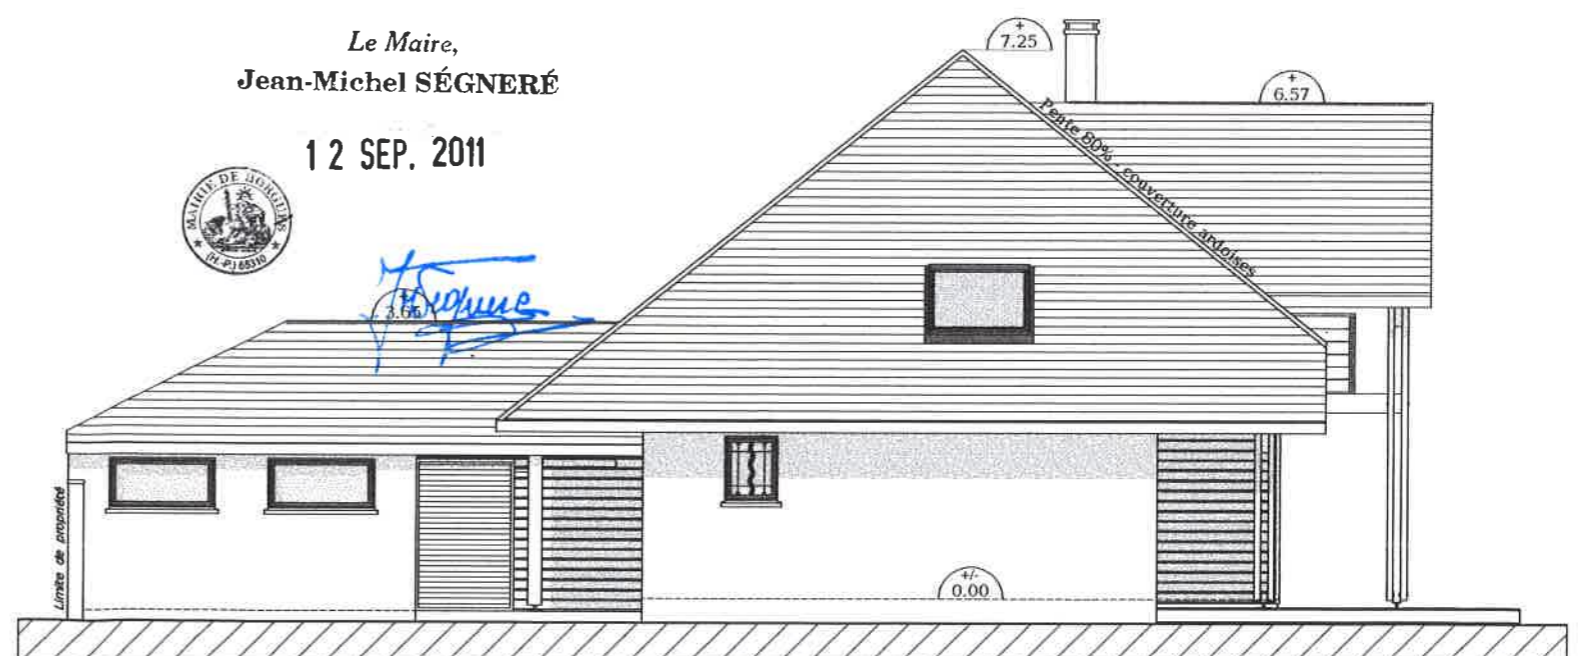 Le Maire,
Jean-Michel SÉGNERÉ
12 SEP. 2011
MAIRIE DE
(H.-P.) 65310
+
7.25
+
6.57
Pente 80% - couverture ardoises
+
3.65
Limite de propriété
+/-
0.00